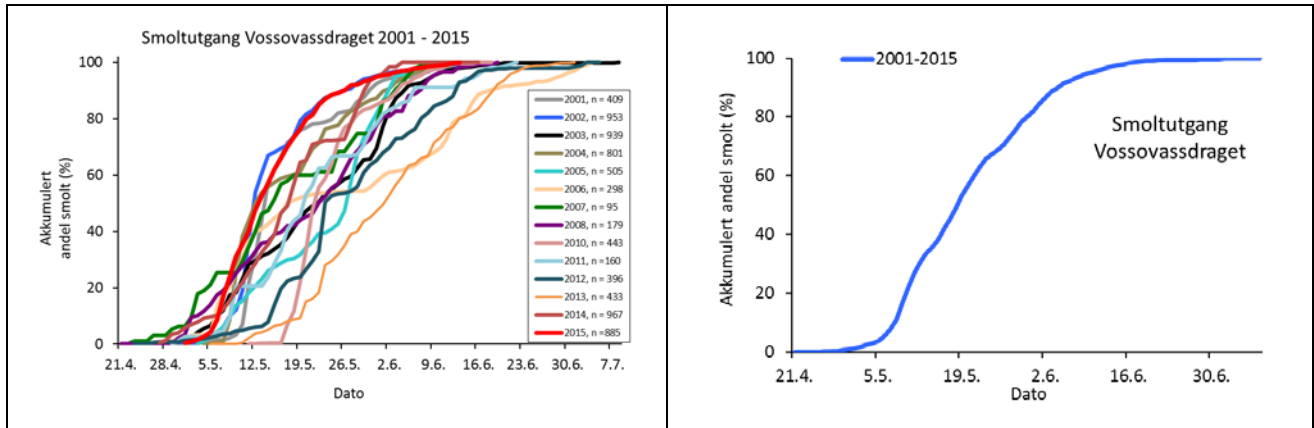 Smoltutgang Vossovassdraget 2001 - 2015
Akkumulert
andel smolt (%)
100
80
60
40
20
0
21.4. 28.4. 5.5. 12.5. 19.5. 26.5. 2.6. 9.6. 16.6. 23.6. 30.6. 7.7.
Dato
2001, n = 409
2002, n = 953
2003, n = 939
2004, n = 801
2005, n = 505
2006, n = 298
2007, n = 95
2008, n = 179
2010, n = 443
2011, n = 160
2012, n = 396
2013, n = 433
2014, n = 967
2015, n =885
Akkumulert andel smolt (%)
100
80
60
40
20
0
2001-2015
Smoltutgang
Vossovassdraget
21.4. 5.5. 19.5. 2.6. 16.6. 30.6.
Dato